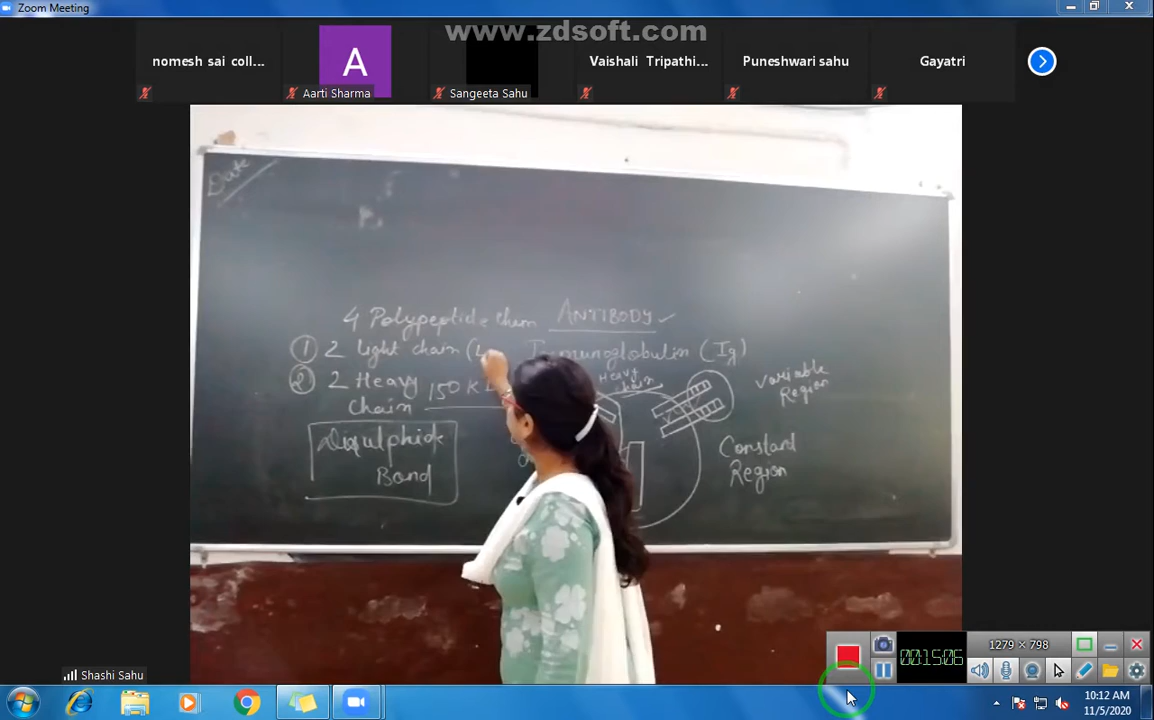 Zoom Meeting
www.zdsoft.com
nomesh sai coll...
A
Aarti Sharma
Sangeeta Sahu
Vaishali Tripathi...
Puneshwari sahu
Gayatri
Date
4 Polypeptide chain ANTIBODY
① 2 light chain (L Immunoglobulin (Ig)
② 2 Heavy chain
150 K
Heavy chain
Variable Region
Disulphide Bond
Constant Region
Shashi Sahu
1279 × 798
00:15:06
10:12 AM
11/5/2020